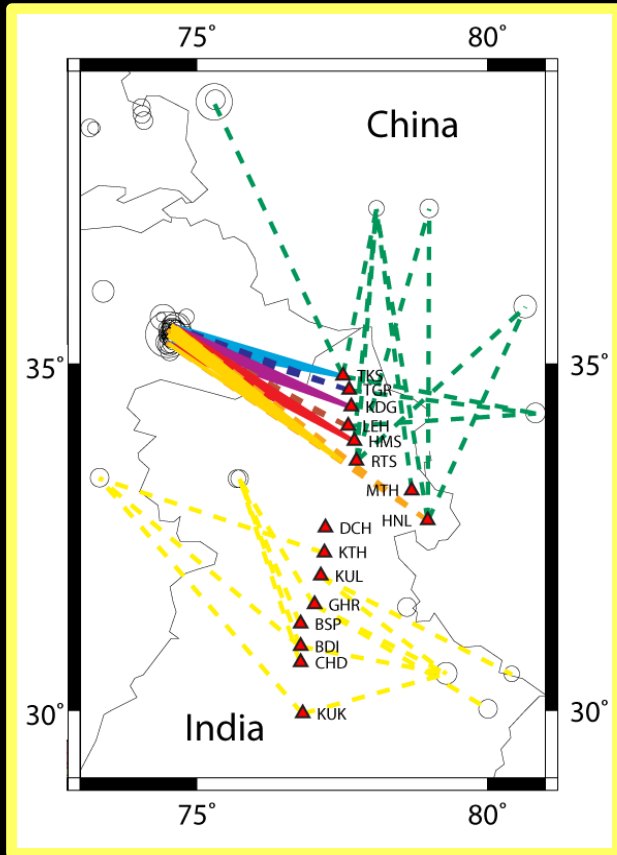 75° 80°
China
35° 35°
TKS
TGR
KDG
LEH
HMS
RTS
MTH
HNL
DCH
KTH
KUL
GHR
BSP
BDI
CHD
KUK
30° 30°
India
75° 80°